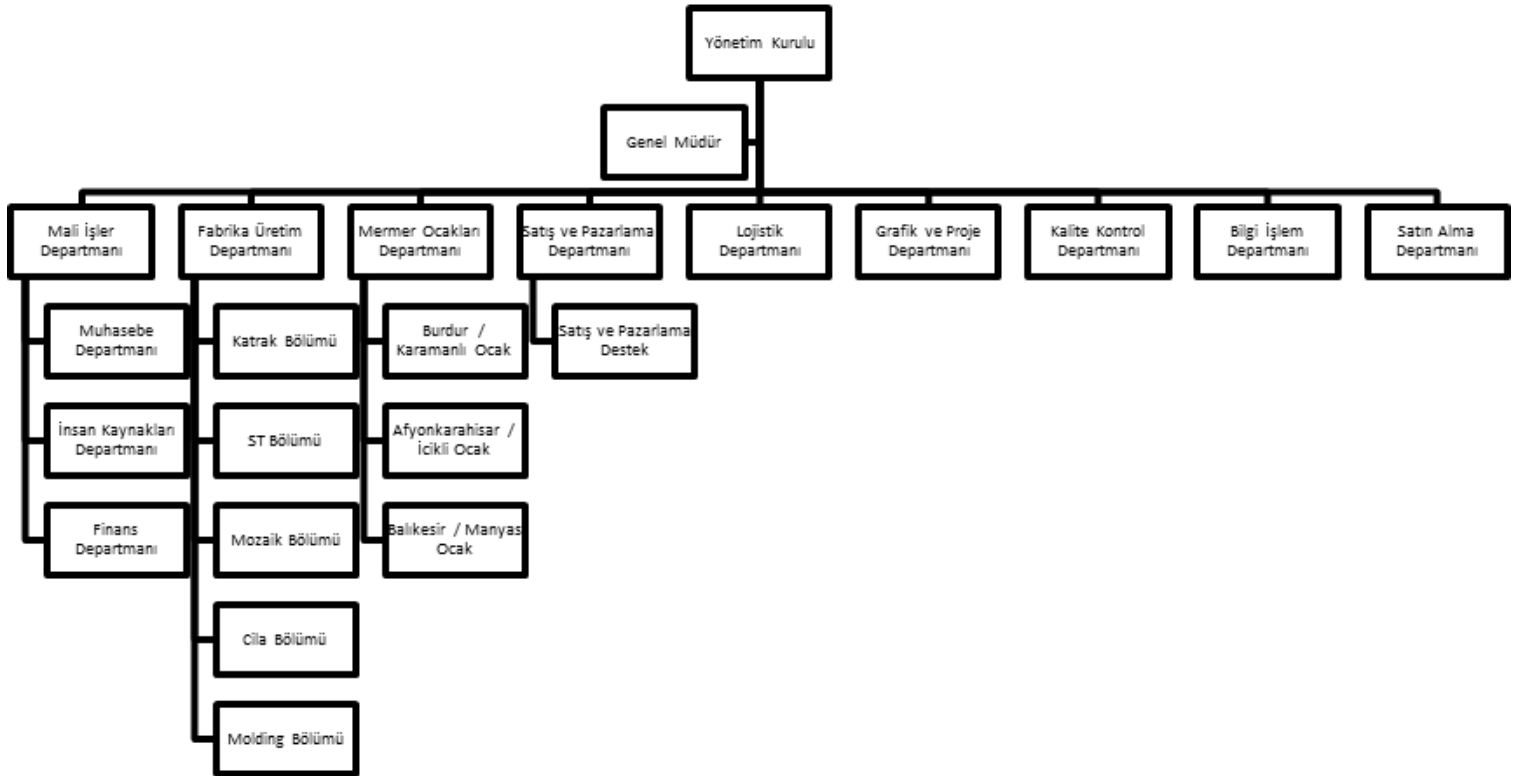 Yönetim Kurulu
Genel Müdür
Mali İşler
Departmanı
Fabrika Üretim
Departmanı
Mermer Ocakları
Departmanı
Satış ve Pazarlama
Departmanı
Lojistik
Departmanı
Grafik ve Proje
Departmanı
Kalite Kontrol
Departmanı
Bilgi İşlem
Departmanı
Satın Alma
Departmanı
Muhasebe
Departmanı
Katrak Bölümü
Burdur /
Karamanlı Ocak
Satış ve Pazarlama
Destek
İnsan Kaynakları
Departmanı
ST Bölümü
Afyonkarahisar /
İcikli Ocak
Finans
Departmanı
Mozaik Bölümü
Balıkesir / Manyas
Ocak
Cila Bölümü
Molding Bölümü